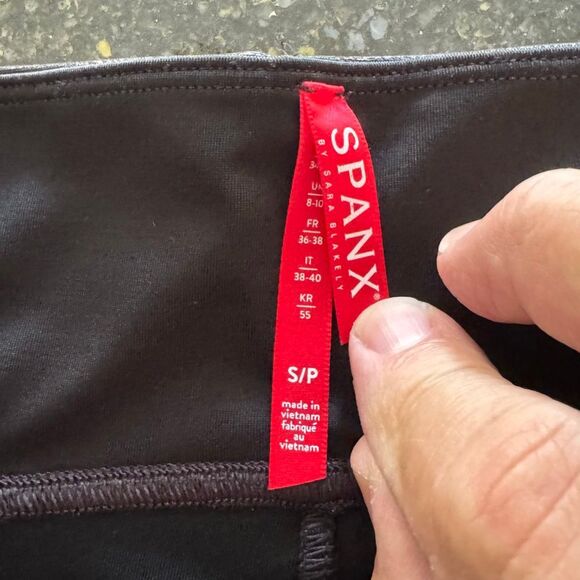 SPANX®
BY SARA BLAKELY
UK
8-10
FR
36-38
IT
38-40
KR
55
S/P
made in
vietnam
fabriqué
au
vietnam